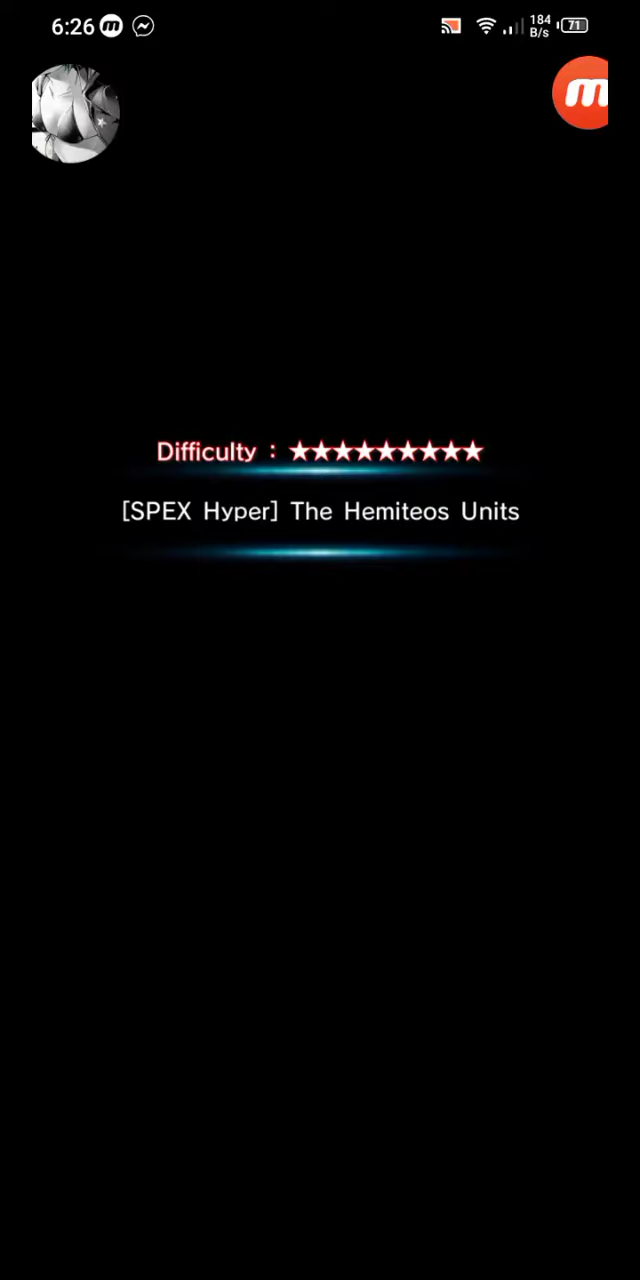 6:26
184
B/s
71
Difficulty : ★★★★★★★★★
[SPEX Hyper] The Hemiteos Units